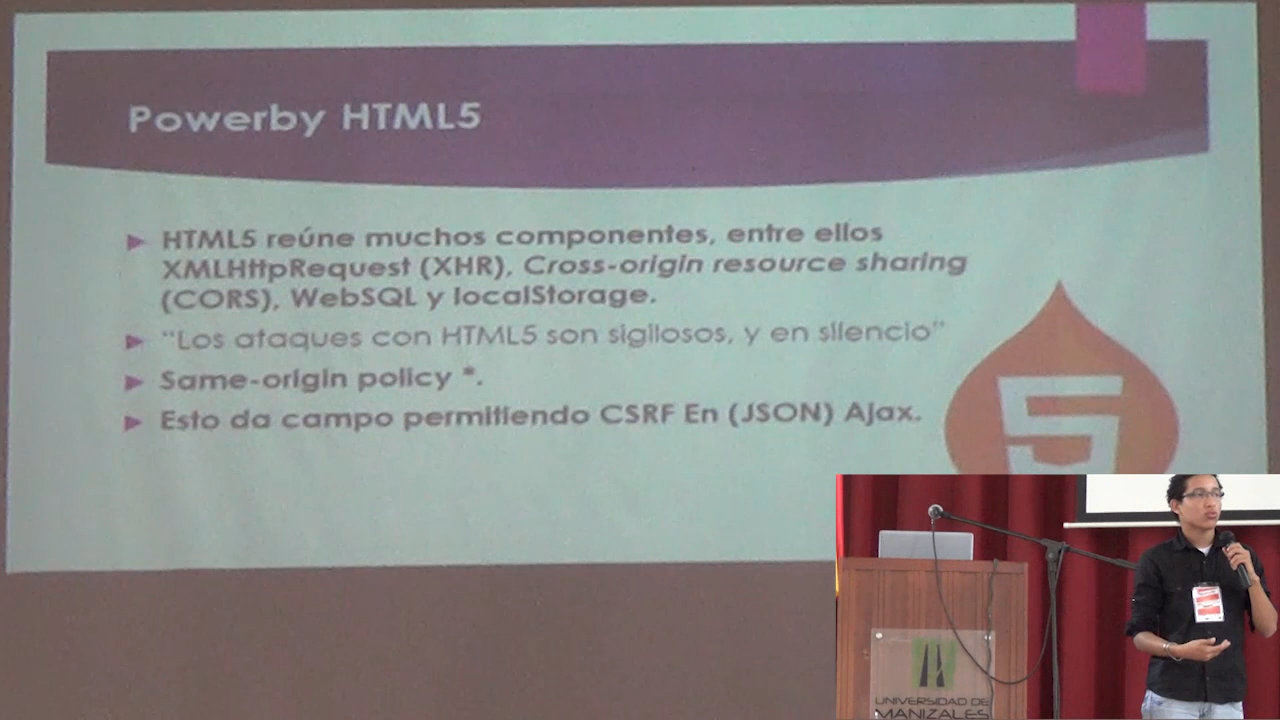 Powerby HTML5
HTML5 reúne muchos componentes, entre ellos
XMLHttpRequest (XHR), Cross-origin resource sharing
(CORS), WebSQL y localStorage.
“Los ataques con HTML5 son sigilosos, y en silencio”
Same-origin policy *.
Esto da campo permitiendo CSRF En (JSON) Ajax.
5
UNIVERSIDAD DE
MANIZALES